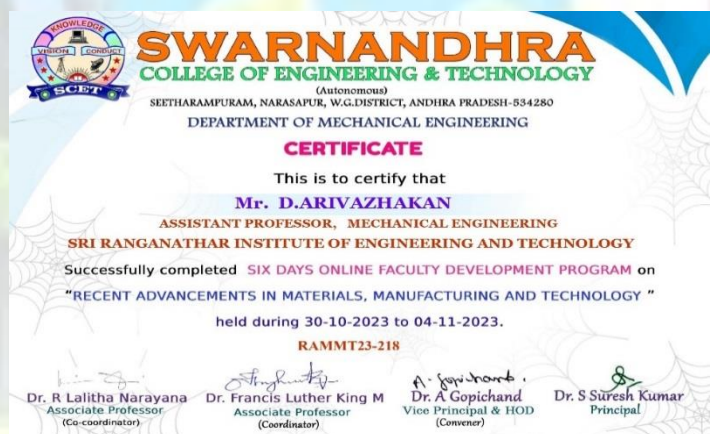 KNOWLEDGE
VISION CONDUCT
SCET
SWARNANDHRA
COLLEGE OF ENGINEERING & TECHNOLOGY
(Autonomous)
SEETHARAMPURAM, NARASAPUR, W.G.DISTRICT, ANDHRA PRADESH-534280
DEPARTMENT OF MECHANICAL ENGINEERING
CERTIFICATE
This is to certify that
Mr. D.ARIVAZHAKAN
ASSISTANT PROFESSOR, MECHANICAL ENGINEERING
SRI RANGANATHAR INSTITUTE OF ENGINEERING AND TECHNOLOGY
Successfully completed SIX DAYS ONLINE FACULTY DEVELOPMENT PROGRAM on
"RECENT ADVANCEMENTS IN MATERIALS, MANUFACTURING AND TECHNOLOGY "
held during 30-10-2023 to 04-11-2023.
RAMMT23-218
A. Gopichand.
Dr. R Lalitha Narayana Dr. Francis Luther King M Dr. A Gopichand Dr. S Suresh Kumar
Associate Professor Associate Professor Vice Principal & HOD Principal
(Co-coordinator) (Coordinator) (Convener)